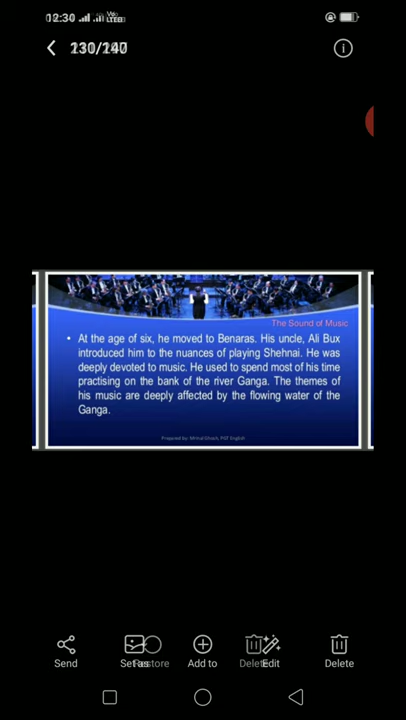 12:30
The Sound of Music
• At the age of six, he moved to Benaras. His uncle, Ali Bux
introduced him to the nuances of playing Shehnai. He was
deeply devoted to music. He used to spend most of his time
practising on the bank of the river Ganga. The themes of
his music are deeply affected by the flowing water of the
Ganga.
Prepared by: Mrinal Ghosh, PGT English
Send
Add to
Edit
Delete